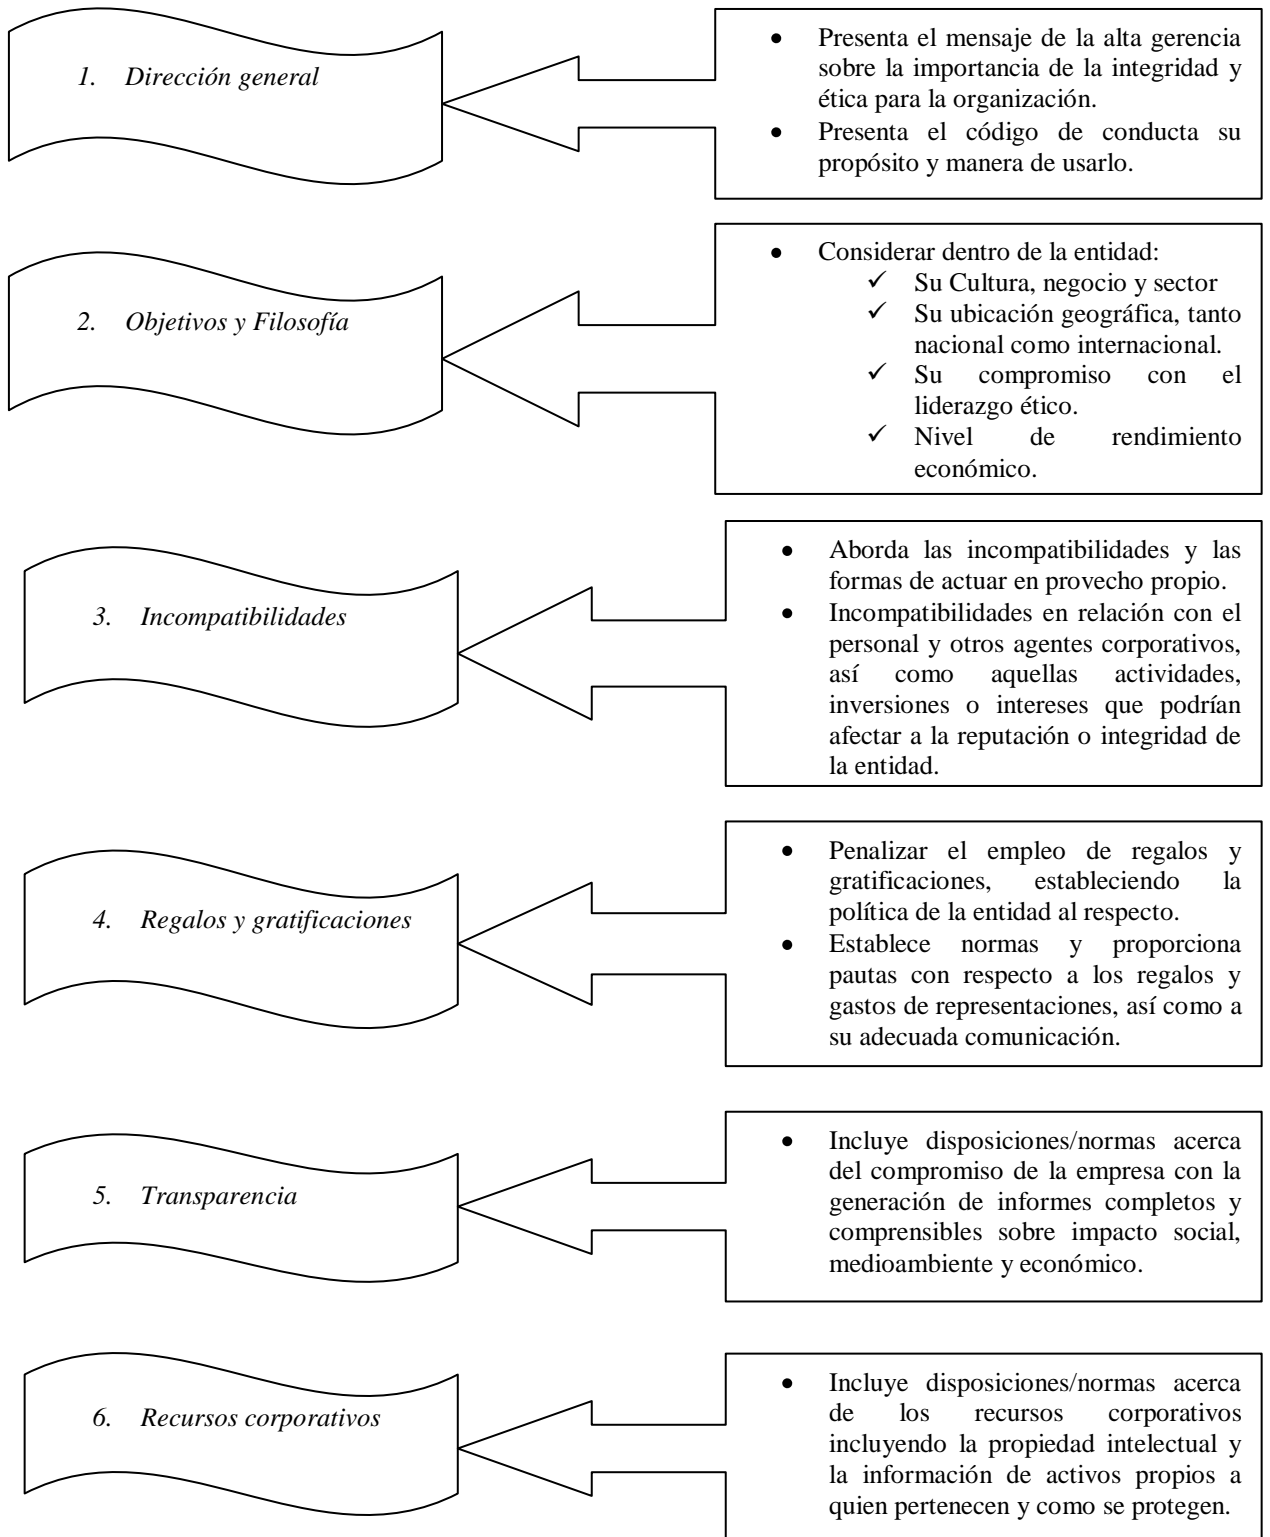 1. Dirección general
• Presenta el mensaje de la alta gerencia
sobre la importancia de la integridad y
ética para la organización.
• Presenta el código de conducta su
propósito y manera de usarlo.
2. Objetivos y Filosofía
• Considerar dentro de la entidad:
✓ Su Cultura, negocio y sector
✓ Su ubicación geográfica, tanto
nacional como internacional.
✓ Su compromiso con el
liderazgo ético.
✓ Nivel de rendimiento
económico.
3. Incompatibilidades
• Aborda las incompatibilidades y las
formas de actuar en provecho propio.
• Incompatibilidades en relación con el
personal y otros agentes corporativos,
así como aquellas actividades,
inversiones o intereses que podrían
afectar a la reputación o integridad de
la entidad.
4. Regalos y gratificaciones
• Penalizar el empleo de regalos y
gratificaciones, estableciendo la
política de la entidad al respecto.
• Establece normas y proporciona
pautas con respecto a los regalos y
gastos de representaciones, así como a
su adecuada comunicación.
5. Transparencia
• Incluye disposiciones/normas acerca
del compromiso de la empresa con la
generación de informes completos y
comprensibles sobre impacto social,
medioambiente y económico.
6. Recursos corporativos
• Incluye disposiciones/normas acerca
de los recursos corporativos
incluyendo la propiedad intelectual y
la información de activos propios a
quien pertenecen y como se protegen.